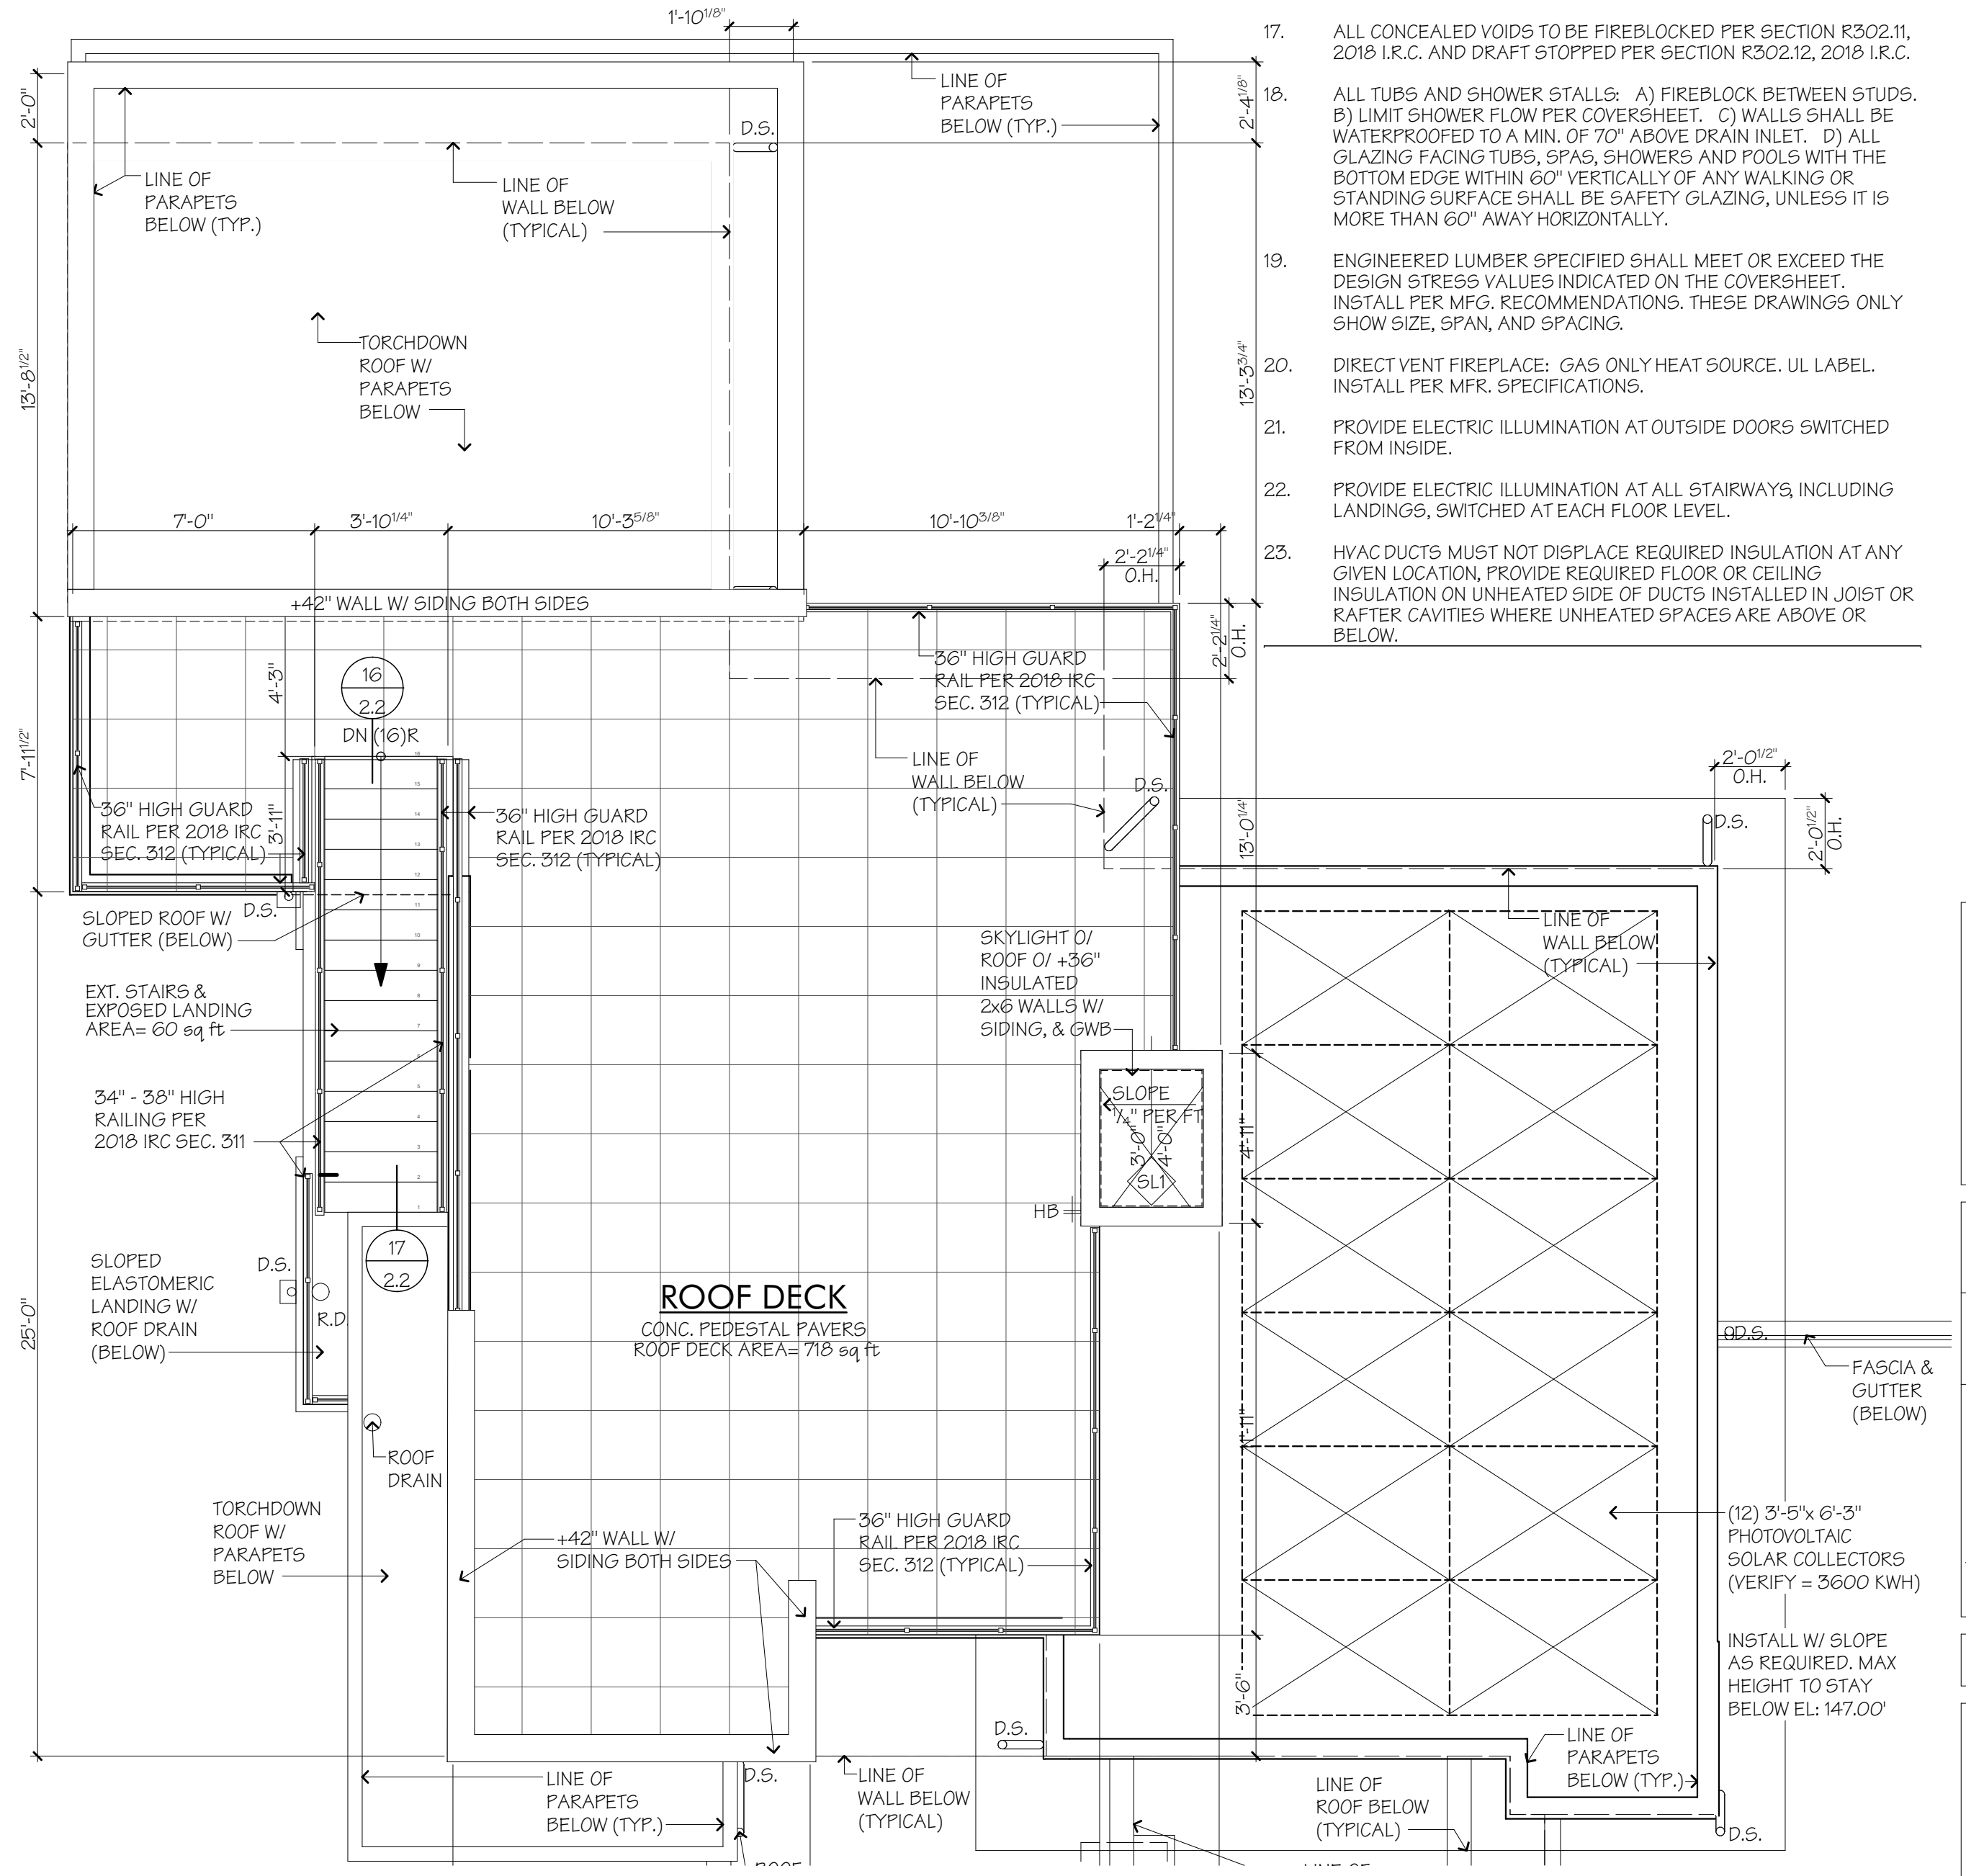 1'-10 1/8"
2'-0"
13'-8 1/2"
7'-11 1/2"
25'-0"
LINE OF
PARAPETS
BELOW (TYP.)
LINE OF
WALL BELOW
(TYPICAL)
D.S.
LINE OF
PARAPETS
BELOW (TYP.)
2'-4 1/8"
13'-3 3/4"
TORCHDOWN
ROOF W/
PARAPETS
BELOW
7'-0"
3'-10 1/4"
10'-3 5/8"
10'-10 3/8"
1'-2 1/4"
2'-2 1/4"
O.H.
2'-2 1/4"
O.H.
+42" WALL W/ SIDING BOTH SIDES
17. ALL CONCEALED VOIDS TO BE FIREBLOCKED PER SECTION R302.11,
2018 I.R.C. AND DRAFT STOPPED PER SECTION R302.12, 2018 I.R.C.
18. ALL TUBS AND SHOWER STALLS: A) FIREBLOCK BETWEEN STUDS.
B) LIMIT SHOWER FLOW PER COVERSHEET. C) WALLS SHALL BE
WATERPROOFED TO A MIN. OF 70" ABOVE DRAIN INLET. D) ALL
GLAZING FACING TUBS, SPAS, SHOWERS AND POOLS WITH THE
BOTTOM EDGE WITHIN 60" VERTICALLY OF ANY WALKING OR
STANDING SURFACE SHALL BE SAFETY GLAZING, UNLESS IT IS
MORE THAN 60" AWAY HORIZONTALLY.
19. ENGINEERED LUMBER SPECIFIED SHALL MEET OR EXCEED THE
DESIGN STRESS VALUES INDICATED ON THE COVERSHEET.
INSTALL PER MFG. RECOMMENDATIONS. THESE DRAWINGS ONLY
SHOW SIZE, SPAN, AND SPACING.
20. DIRECT VENT FIREPLACE: GAS ONLY HEAT SOURCE. UL LABEL.
INSTALL PER MFR. SPECIFICATIONS.
21. PROVIDE ELECTRIC ILLUMINATION AT OUTSIDE DOORS SWITCHED
FROM INSIDE.
22. PROVIDE ELECTRIC ILLUMINATION AT ALL STAIRWAYS, INCLUDING
LANDINGS, SWITCHED AT EACH FLOOR LEVEL.
23. HVAC DUCTS MUST NOT DISPLACE REQUIRED INSULATION AT ANY
GIVEN LOCATION, PROVIDE REQUIRED FLOOR OR CEILING
INSULATION ON UNHEATED SIDE OF DUCTS INSTALLED IN JOIST OR
RAFTER CAVITIES WHERE UNHEATED SPACES ARE ABOVE OR
BELOW.
4'-3"
16
2.2
DN (16)R
36" HIGH GUARD
RAIL PER 2018 IRC
SEC. 312 (TYPICAL)
3'-11"
36" HIGH GUARD
RAIL PER 2018 IRC
SEC. 312 (TYPICAL)
36" HIGH GUARD
RAIL PER 2018 IRC
SEC. 312 (TYPICAL)
LINE OF
WALL BELOW
(TYPICAL)
D.S.
13'-0 1/4"
2'-0 1/2"
O.H.
2'-0 1/2"
O.H.
D.S.
16
15
14
13
12
11
10
9
8
7
6
5
4
3
2
1
SLOPED ROOF W/
GUTTER (BELOW)
D.S.
EXT. STAIRS &
EXPOSED LANDING
AREA= 60 sq ft
34" - 38" HIGH
RAILING PER
2018 IRC SEC. 311
SKYLIGHT O/
ROOF O/ +36"
INSULATED
2x6 WALLS W/
SIDING, & GWB
LINE OF
WALL BELOW
(TYPICAL)
SLOPE
1/4" PER FT
3'-0"
4'-0"
SL1
4'-11"
HB
17
2.2
SLOPED
ELASTOMERIC
LANDING W/
ROOF DRAIN
(BELOW)
D.S.
R.D.
ROOF DECK
CONC. PEDESTAL PAVERS
ROOF DECK AREA= 718 sq ft
D.S.
FASCIA &
GUTTER
(BELOW)
1'-11"
ROOF
DRAIN
TORCHDOWN
ROOF W/
PARAPETS
BELOW
+42" WALL W/
SIDING BOTH SIDES
36" HIGH GUARD
RAIL PER 2018 IRC
SEC. 312 (TYPICAL)
(12) 3'-5"x 6'-3"
PHOTOVOLTAIC
SOLAR COLLECTORS
(VERIFY = 3600 KWH)
INSTALL W/ SLOPE
AS REQUIRED. MAX
HEIGHT TO STAY
BELOW EL: 147.00'
3'-6"
D.S.
LINE OF
PARAPETS
BELOW (TYP.)
D.S.
LINE OF
WALL BELOW
(TYPICAL)
LINE OF
ROOF BELOW
(TYPICAL)
LINE OF
PARAPETS
BELOW (TYP.)
D.S.
ROOF
LINE OF